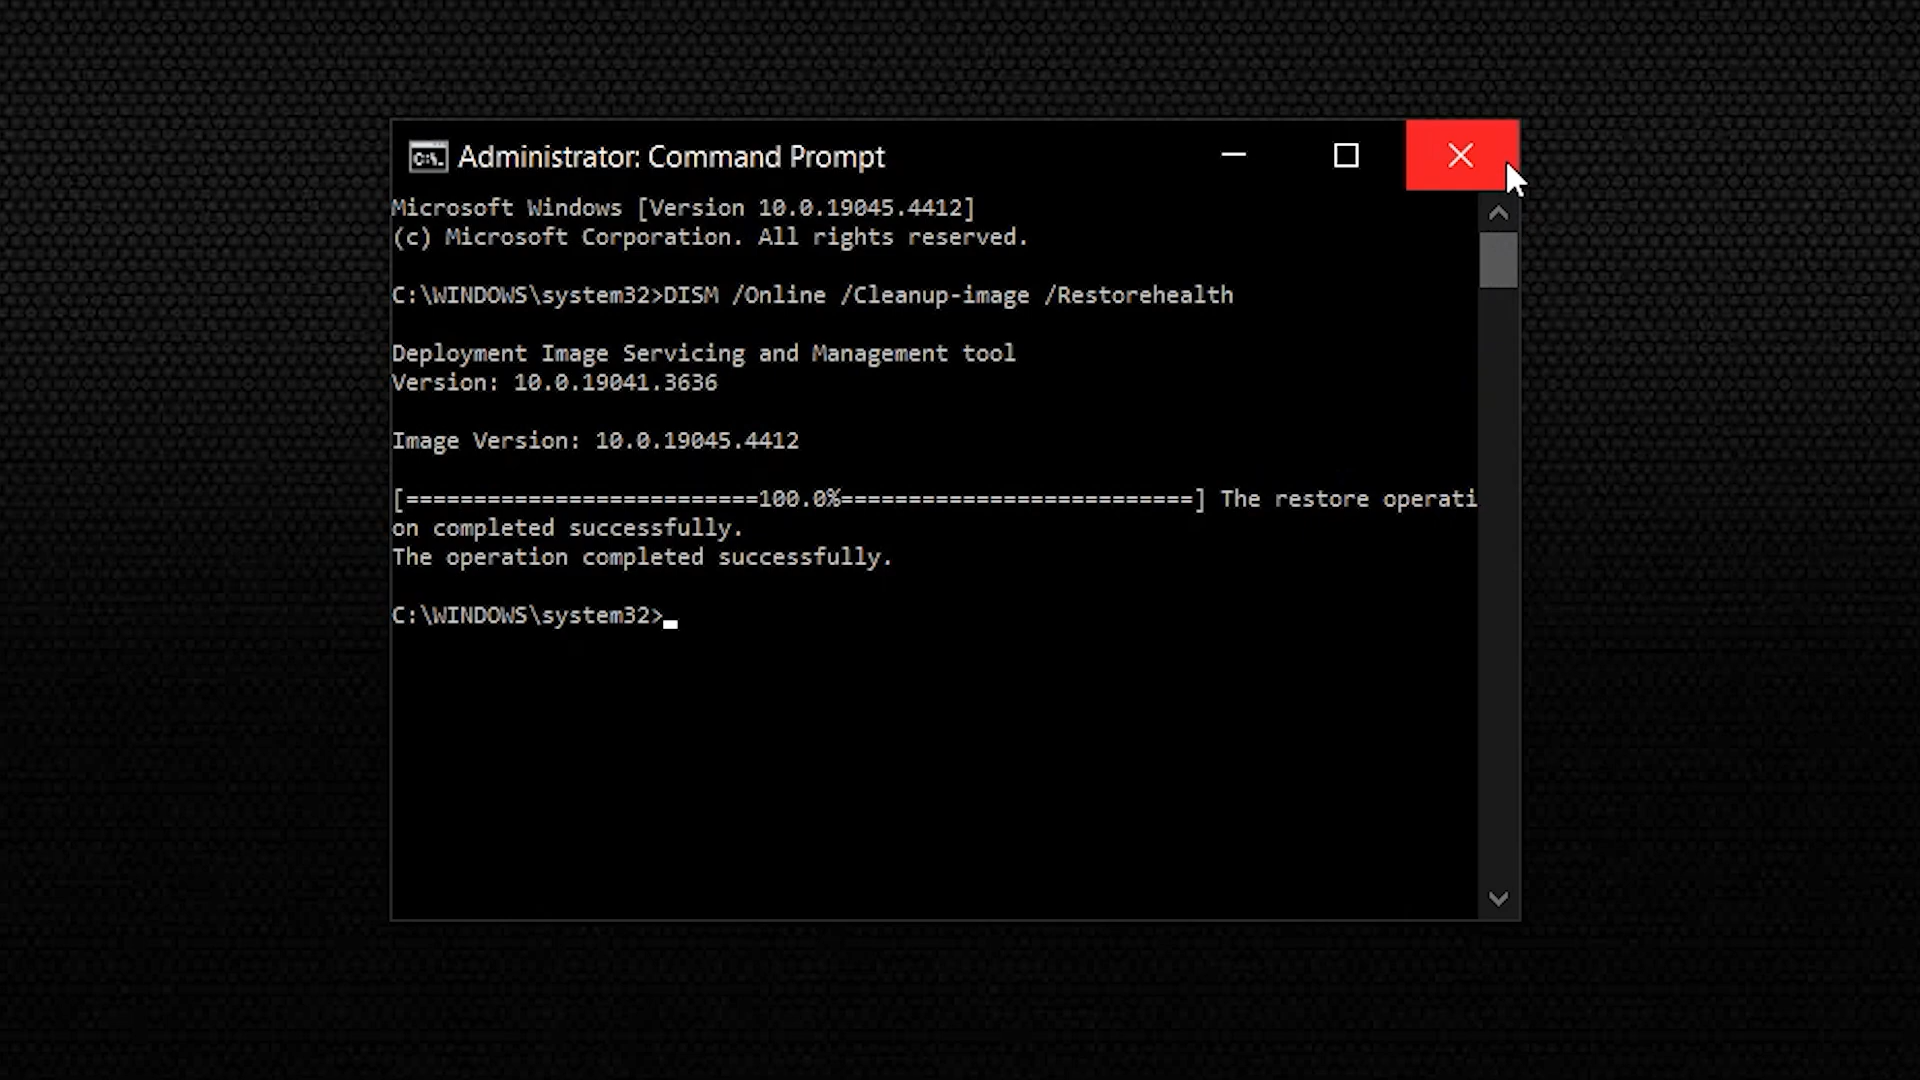 Administrator: Command Prompt
Microsoft Windows [Version 10.0.19045.4412]
(c) Microsoft Corporation. All rights reserved.
C:\WINDOWS\system32>DISM /Online /Cleanup-image /Restorehealth
Deployment Image Servicing and Management tool
Version: 10.0.19041.3636
Image Version: 10.0.19045.4412
[==========================100.0%==========================] The restore operati
on completed successfully.
The operation completed successfully.
C:\WINDOWS\system32>